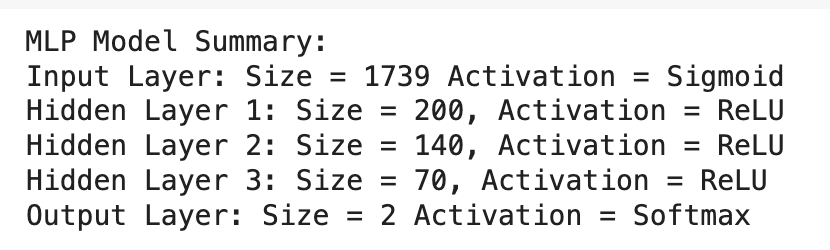 MLP Model Summary:
Input Layer: Size = 1739 Activation = Sigmoid
Hidden Layer 1: Size = 200, Activation = ReLU
Hidden Layer 2: Size = 140, Activation = ReLU
Hidden Layer 3: Size = 70, Activation = ReLU
Output Layer: Size = 2 Activation = Softmax